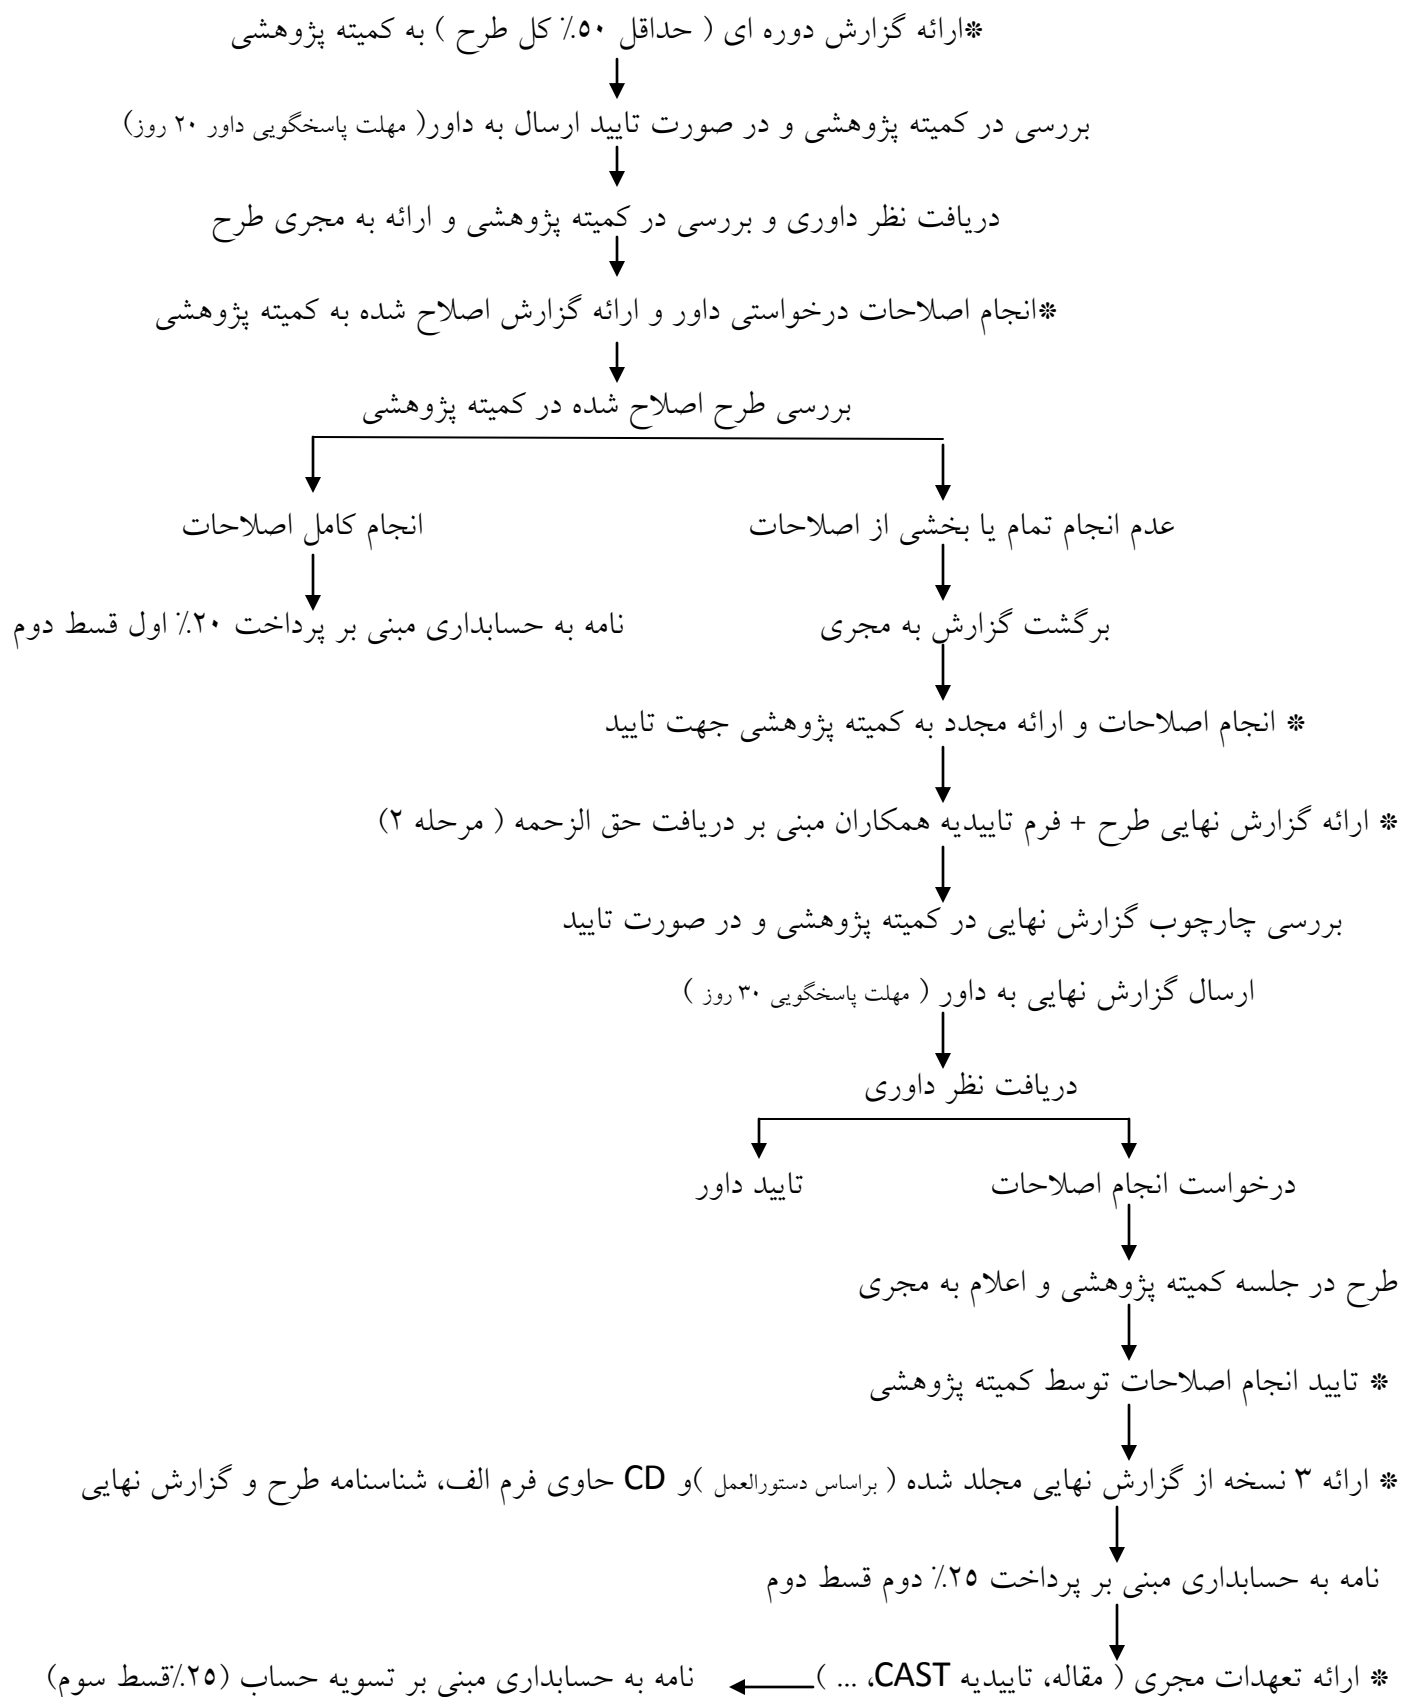 *ارائه گزارش دوره ای ( حداقل ۵۰٪ کل طرح ) به کمیته پژوهشی
بررسی در کمیته پژوهشی و در صورت تایید ارسال به داور( مهلت پاسخگویی داور ۲۰ روز)
دریافت نظر داوری و بررسی در کمیته پژوهشی و ارائه به مجری طرح
*انجام اصلاحات درخواستی داور و ارائه گزارش اصلاح شده به کمیته پژوهشی
بررسی طرح اصلاح شده در کمیته پژوهشی
عدم انجام تمام یا بخشی از اصلاحات
انجام کامل اصلاحات
برگشت گزارش به مجری
نامه به حسابداری مبنی بر پرداخت ۲۰٪ اول قسط دوم
* انجام اصلاحات و ارائه مجدد به کمیته پژوهشی جهت تایید
* ارائه گزارش نهایی طرح + فرم تاییدیه همکاران مبنی بر دریافت حق الزحمه ( مرحله ۲)
بررسی چارچوب گزارش نهایی در کمیته پژوهشی و در صورت تایید
ارسال گزارش نهایی به داور ( مهلت پاسخگویی ۳۰ روز )
دریافت نظر داوری
درخواست انجام اصلاحات
تایید داور
طرح در جلسه کمیته پژوهشی و اعلام به مجری
* تایید انجام اصلاحات توسط کمیته پژوهشی
* ارائه ۳ نسخه از گزارش نهایی مجلد شده ( براساس دستورالعمل )و CD حاوی فرم الف، شناسنامه طرح و گزارش نهایی
نامه به حسابداری مبنی بر پرداخت ۲۵٪ دوم قسط دوم
* ارائه تعهدات مجری ( مقاله، تاییدیه CAST، ... )
نامه به حسابداری مبنی بر تسویه حساب (۲۵٪قسط سوم)